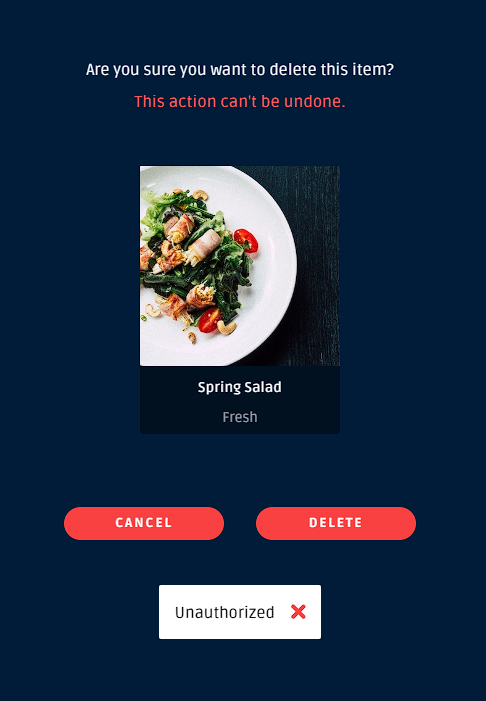 Are you sure you want to delete this item?
This action can't be undone.
Spring Salad
Fresh
CANCEL DELETE
Unauthorized